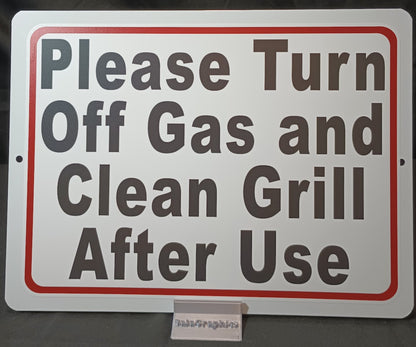 Please Turn
Off Gas and
Clean Grill
After Use